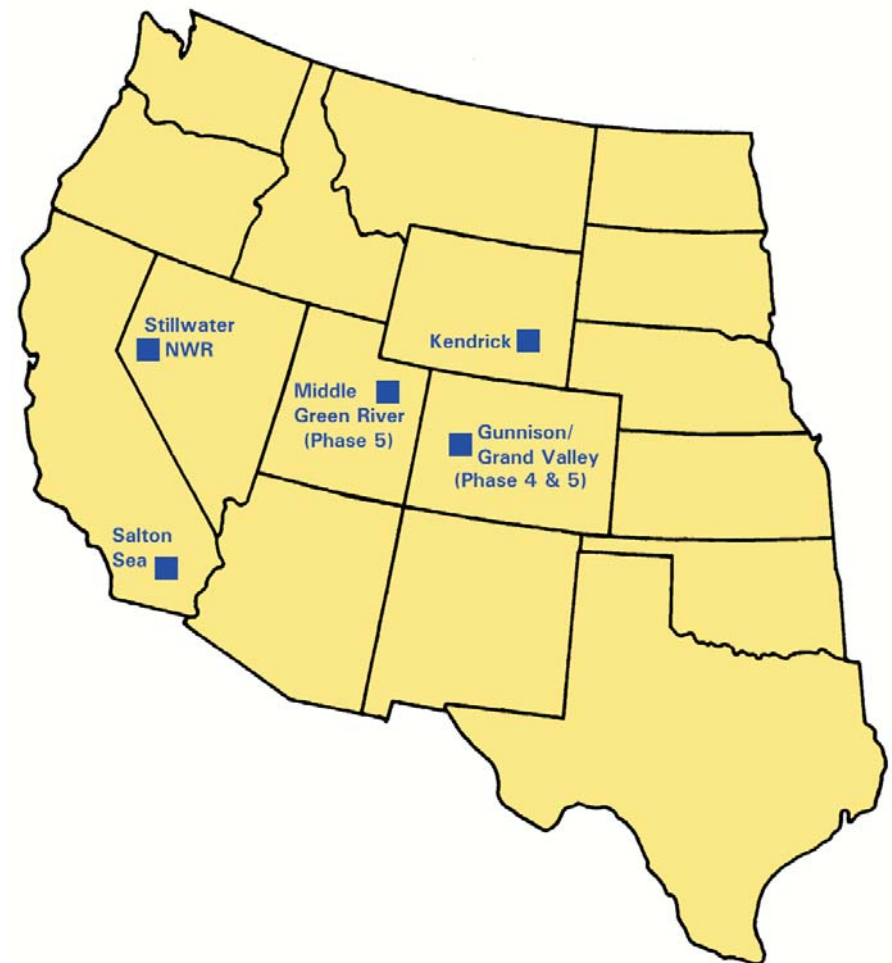 Stillwater
NWR
Kendrick
Middle
Green River
(Phase 5)
Gunnison/
Grand Valley
(Phase 4 & 5)
Salton
Sea